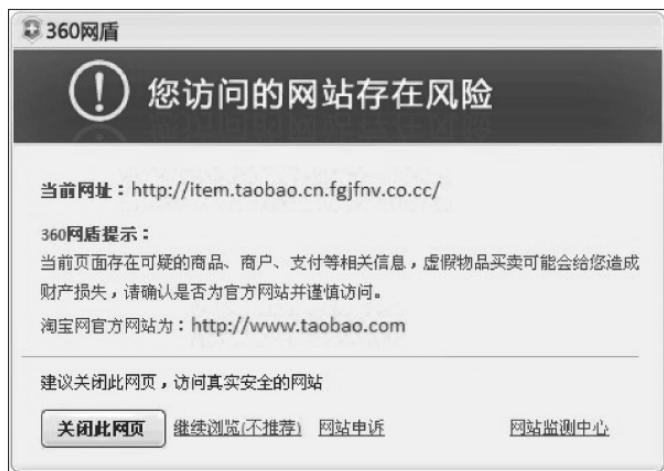 360网盾
您访问的网站存在风险
当前网址：http://item.taobao.cn.fgjfnv.co.cc/
360网盾提示：
当前页面存在可疑的商品、商户、支付等相关信息，虚假物品买卖可能会给您造成
财产损失，请确认是否为官方网站并谨慎访问。
淘宝网官方网站为：http://www.taobao.com
建议关闭此网页，访问真实安全的网站
关闭此网页 继续浏览(不推荐) 网站申诉 网站监测中心